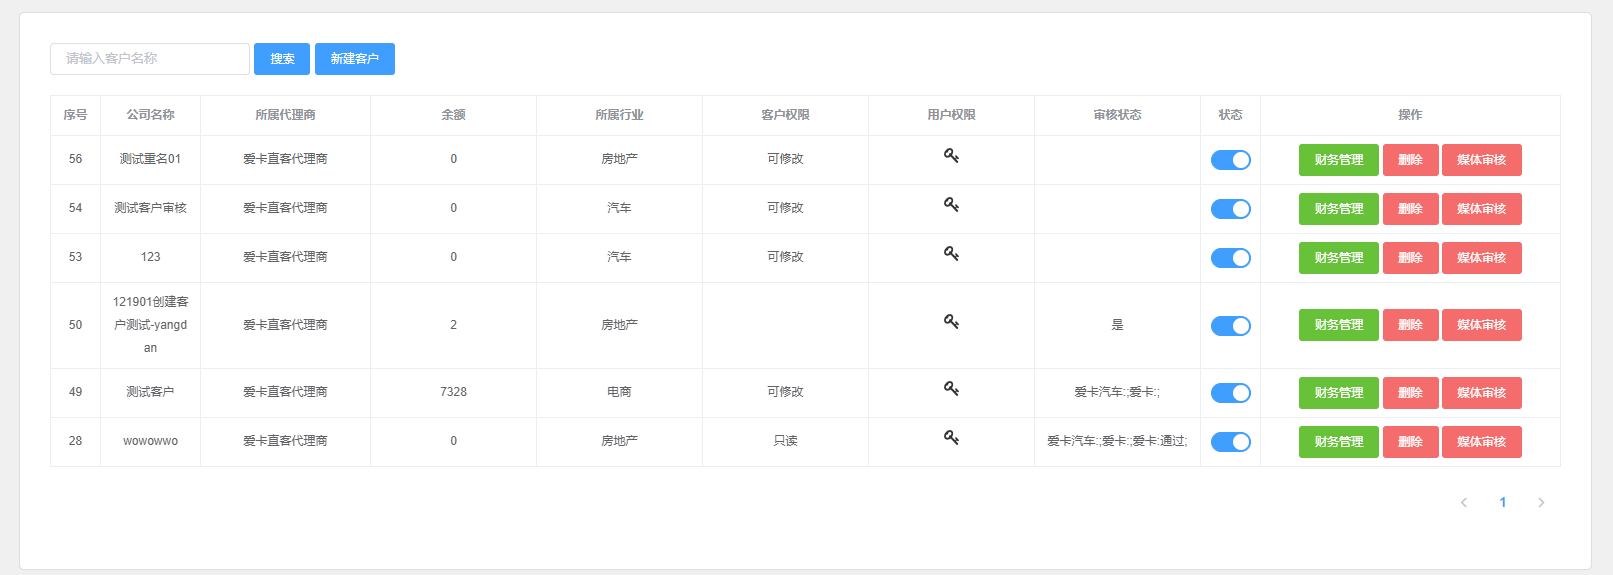 请输入客户名称 搜索 新建客户
序号 公司名称 所属代理商 余额 所属行业 客户权限 用户权限 审核状态 状态 操作
56 测试重名01 爱卡直客代理商 0 房地产 可修改 财务管理 删除 媒体审核
54 测试客户审核 爱卡直客代理商 0 汽车 可修改 财务管理 删除 媒体审核
53 123 爱卡直客代理商 0 汽车 可修改 财务管理 删除 媒体审核
121901创建客
50 户测试-yangd 爱卡直客代理商 2 房地产 是 财务管理 删除 媒体审核
an
49 测试客户 爱卡直客代理商 7328 电商 可修改 爱卡汽车:;爱卡:; 财务管理 删除 媒体审核
28 wowowwo 爱卡直客代理商 0 房地产 只读 爱卡汽车:;爱卡:;爱卡:通过; 财务管理 删除 媒体审核
1